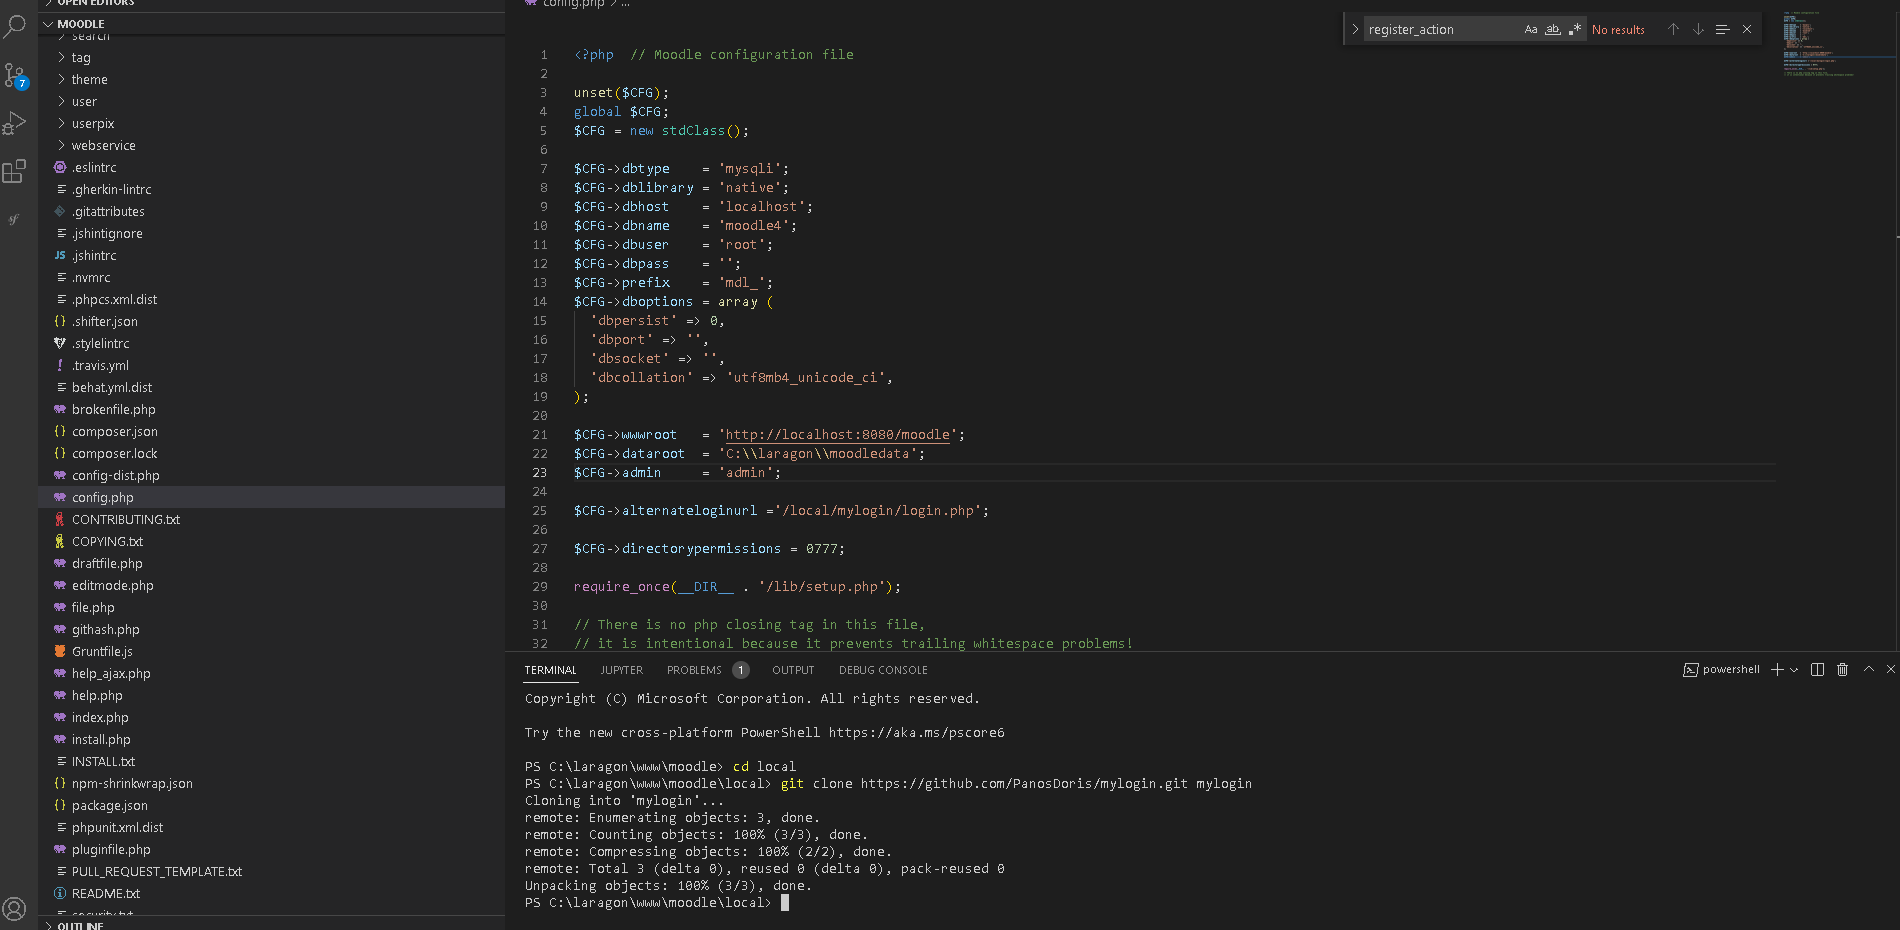 OPEN EDITORS
MOODLE
search
tag
theme
user
userpix
webservice
.eslintrc
.gherkin-lintrc
.gitattributes
.jshintignore
.jshintrc
.nvmrc
.phpcs.xml.dist
.shifter.json
.stylelintrc
.travis.yml
behat.yml.dist
brokenfile.php
composer.json
composer.lock
config-dist.php
config.php
CONTRIBUTING.txt
COPYING.txt
draftfile.php
editmode.php
file.php
githash.php
Gruntfile.js
help_ajax.php
help.php
index.php
install.php
INSTALL.txt
npm-shrinkwrap.json
package.json
phpunit.xml.dist
pluginfile.php
PULL_REQUEST_TEMPLATE.txt
README.txt
security.txt
OUTLINE
7
config.php > ...
register_action Aa ab .* No results
1 <?php  // Moodle configuration file
2
3 unset($CFG);
4 global $CFG;
5 $CFG = new stdClass();
6
7 $CFG->dbtype    = 'mysqli';
8 $CFG->dblibrary = 'native';
9 $CFG->dbhost    = 'localhost';
10 $CFG->dbname    = 'moodle4';
11 $CFG->dbuser    = 'root';
12 $CFG->dbpass    = '';
13 $CFG->prefix    = 'mdl_';
14 $CFG->dboptions = array (
15   'dbpersist' => 0,
16   'dbport' => '',
17   'dbsocket' => '',
18   'dbcollation' => 'utf8mb4_unicode_ci',
19 );
20
21 $CFG->wwwroot   = 'http://localhost:8080/moodle';
22 $CFG->dataroot  = 'C:\\laragon\\moodledata';
23 $CFG->admin     = 'admin';
24
25 $CFG->alternateloginurl ='/local/mylogin/login.php';
26
27 $CFG->directorypermissions = 0777;
28
29 require_once(__DIR__ . '/lib/setup.php');
30
31 // There is no php closing tag in this file,
32 // it is intentional because it prevents trailing whitespace problems!
TERMINAL JUPYTER PROBLEMS 1 OUTPUT DEBUG CONSOLE powershell
Copyright (C) Microsoft Corporation. All rights reserved.
Try the new cross-platform PowerShell https://aka.ms/pscore6
PS C:\laragon\www\moodle> cd local
PS C:\laragon\www\moodle\local> git clone https://github.com/PanosDoris/mylogin.git mylogin
Cloning into 'mylogin'...
remote: Enumerating objects: 3, done.
remote: Counting objects: 100% (3/3), done.
remote: Compressing objects: 100% (2/2), done.
remote: Total 3 (delta 0), reused 0 (delta 0), pack-reused 0
Unpacking objects: 100% (3/3), done.
PS C:\laragon\www\moodle\local>